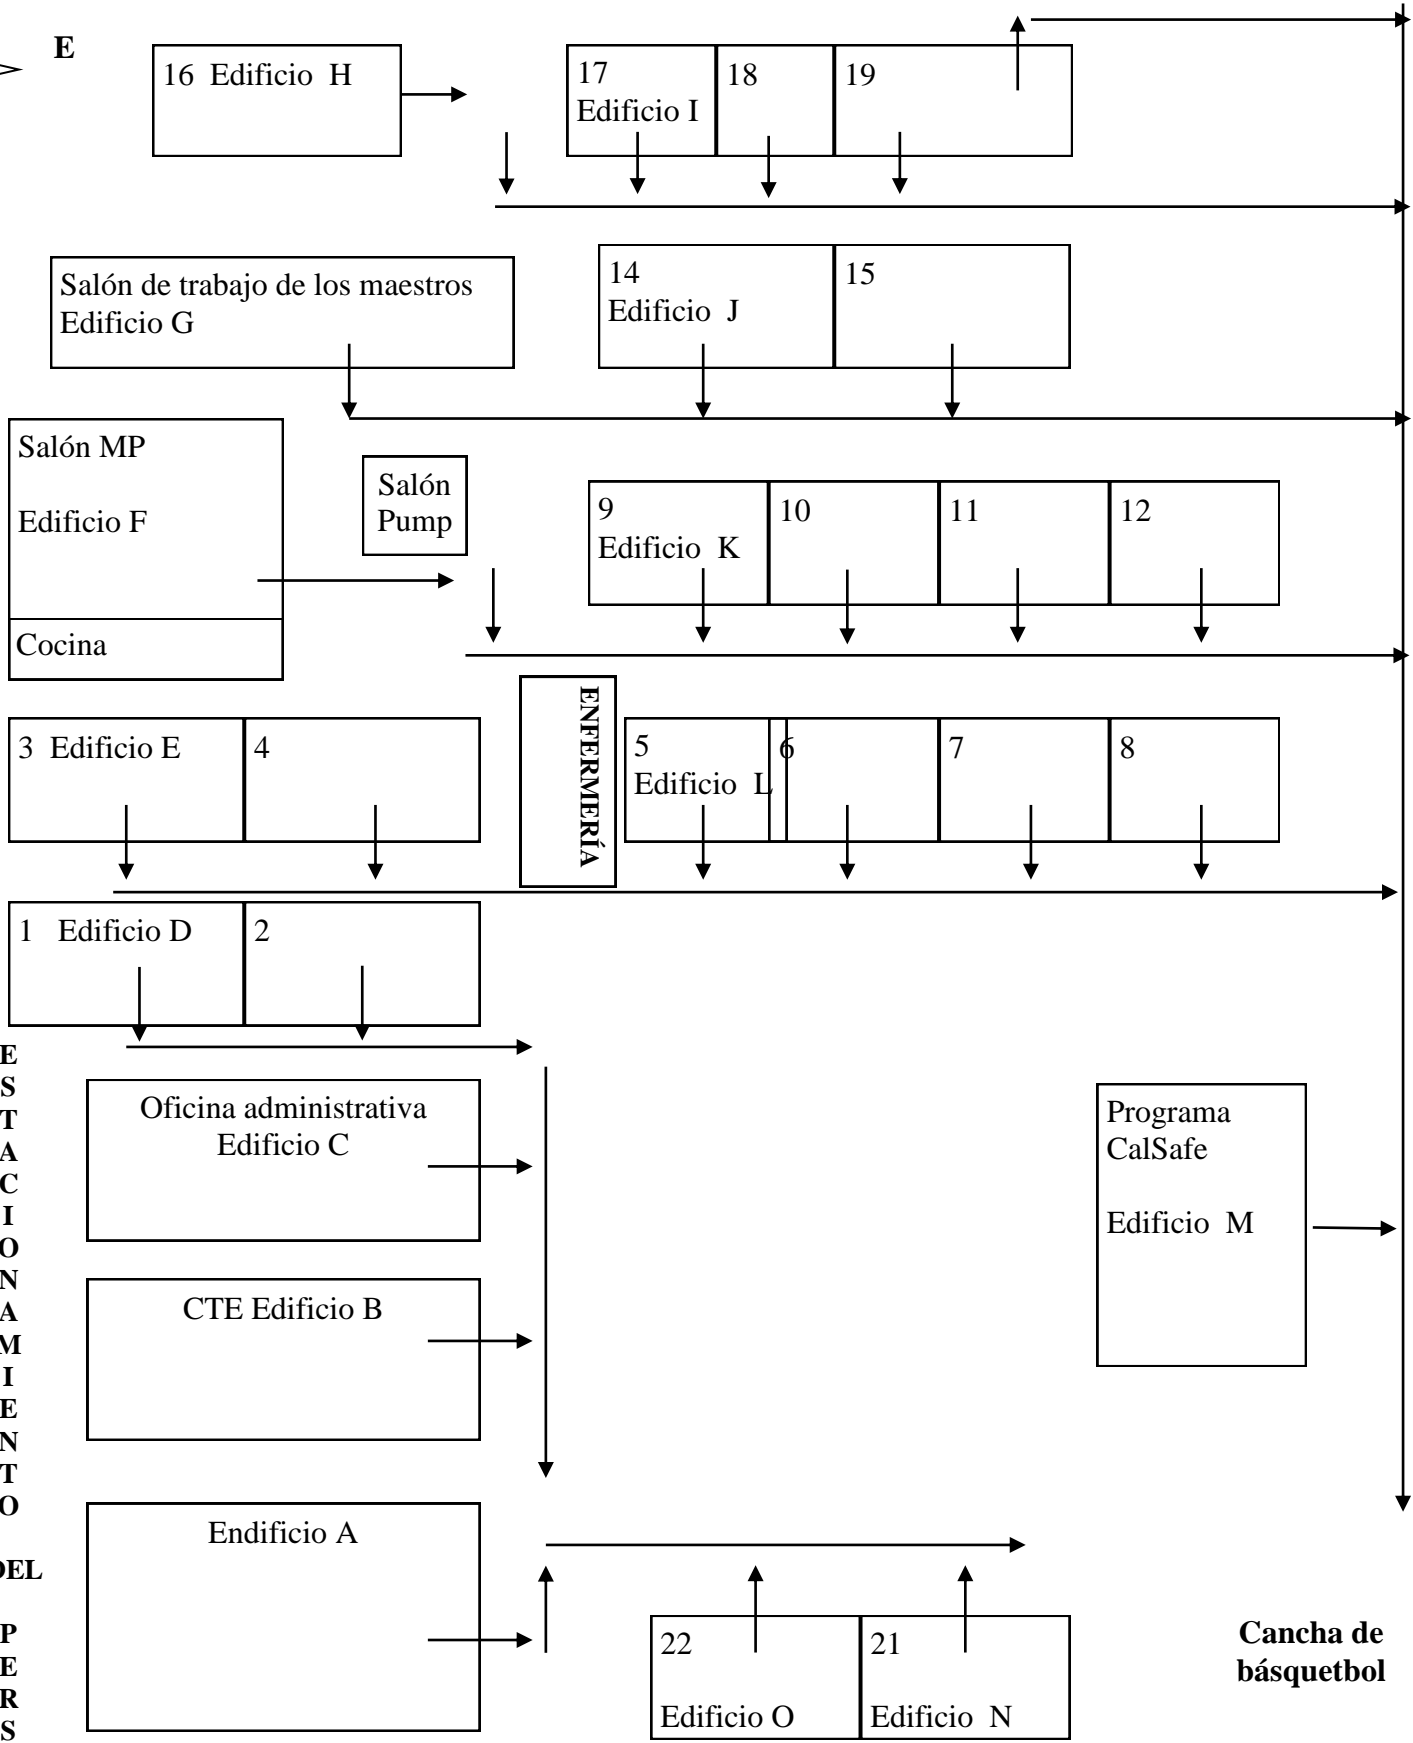 E
16 Edificio H
17
Edificio I
18
19
Salón de trabajo de los maestros
Edificio G
14
Edificio J
15
Salón MP
Edificio F
Cocina
Salón
Pump
9
Edificio K
10
11
12
3 Edificio E
4
ENFERMERÍA
5
Edificio L
6
7
8
1 Edificio D
2
E
S
T
A
C
I
O
N
A
M
I
E
N
T
O
DEL
P
E
R
S
Oficina administrativa
Edificio C
CTE Edificio B
Endificio A
Programa
CalSafe
Edificio M
22
Edificio O
21
Edificio N
Cancha de
básquetbol